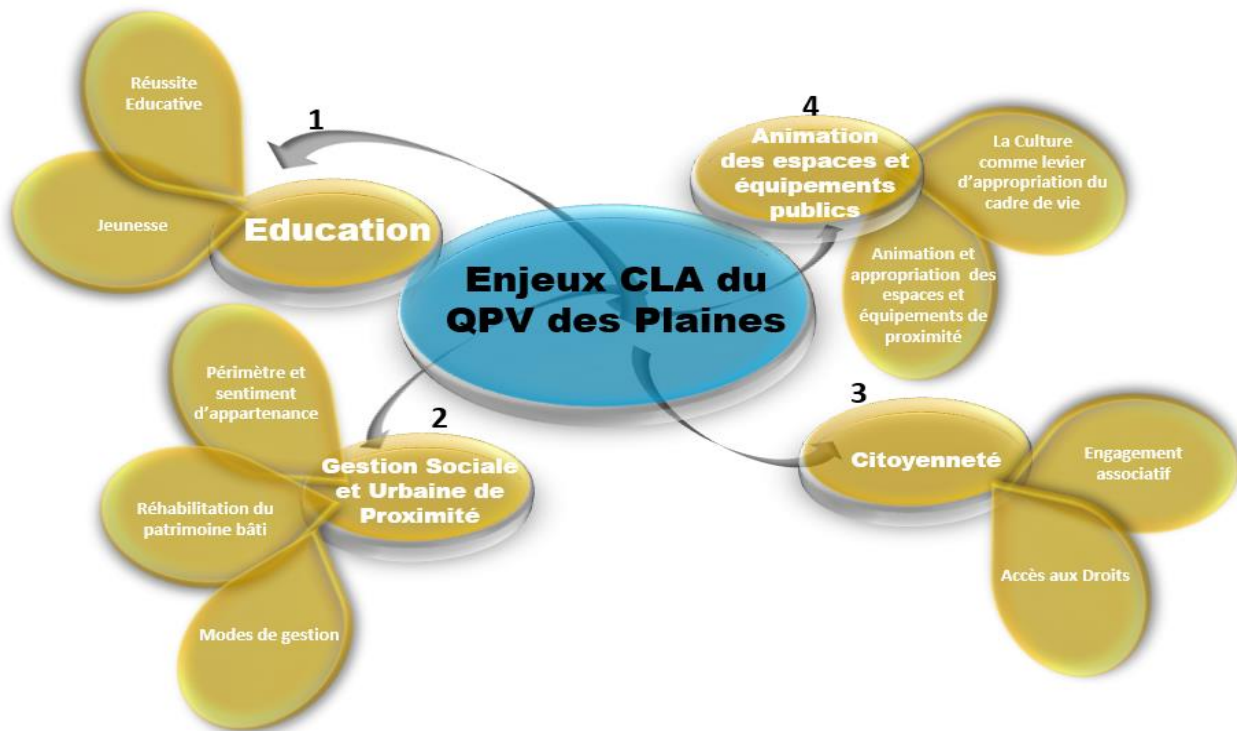 Enjeux CLA du
QPV des Plaines
1
Education
Réussite
Educative
Jeunesse
2
Gestion Sociale
et Urbaine de
Proximité
Périmètre et
sentiment
d'appartenance
Réhabilitation du
patrimoine bâti
Modes de gestion
3
Citoyenneté
Engagement
associatif
Accès aux Droits
4
Animation
des espaces et
équipements
publics
La Culture
comme levier
d'appropriation du
cadre de vie
Animation et
appropriation des
espaces et
équipements de
proximité